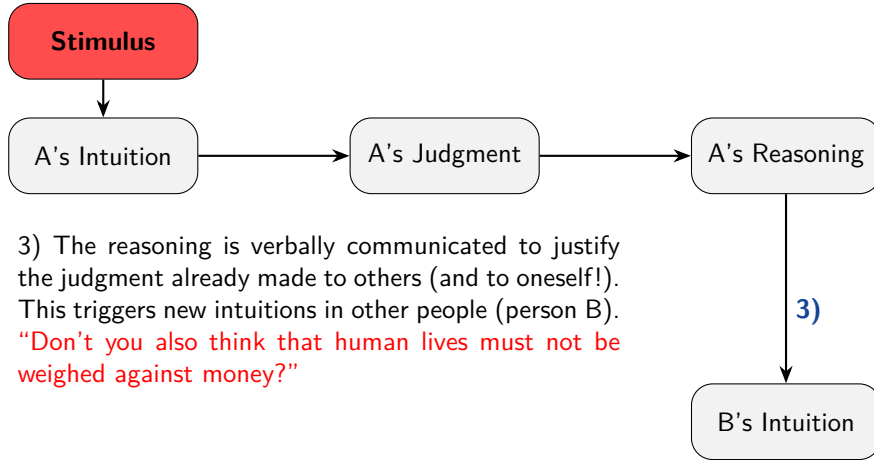 Stimulus
A's Intuition
A's Judgment
A's Reasoning
3) The reasoning is verbally communicated to justify
the judgment already made to others (and to oneself!).
This triggers new intuitions in other people (person B).
“Don't you also think that human lives must not be
weighed against money?”
3)
B's Intuition